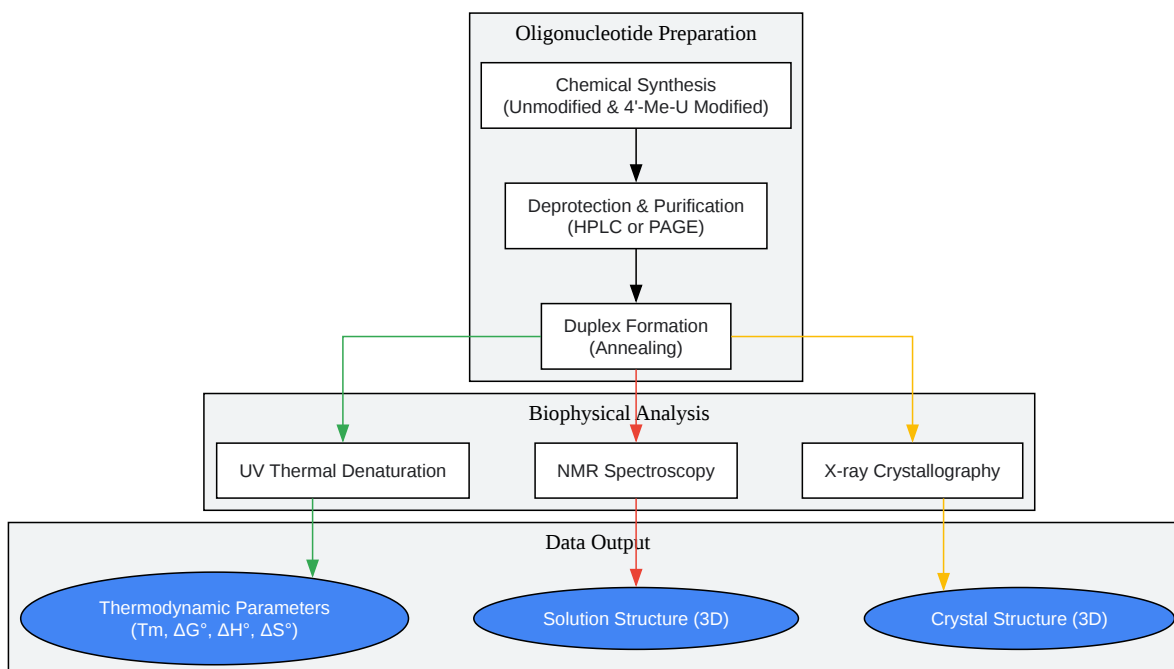 Oligonucleotide Preparation
Chemical Synthesis
(Unmodified & 4'-Me-U Modified)
Deprotection & Purification
(HPLC or PAGE)
Duplex Formation
(Annealing)
Biophysical Analysis
UV Thermal Denaturation
NMR Spectroscopy
X-ray Crystallography
Data Output
Thermodynamic Parameters
(Tm, ΔG°, ΔH°, ΔS°)
Solution Structure (3D)
Crystal Structure (3D)